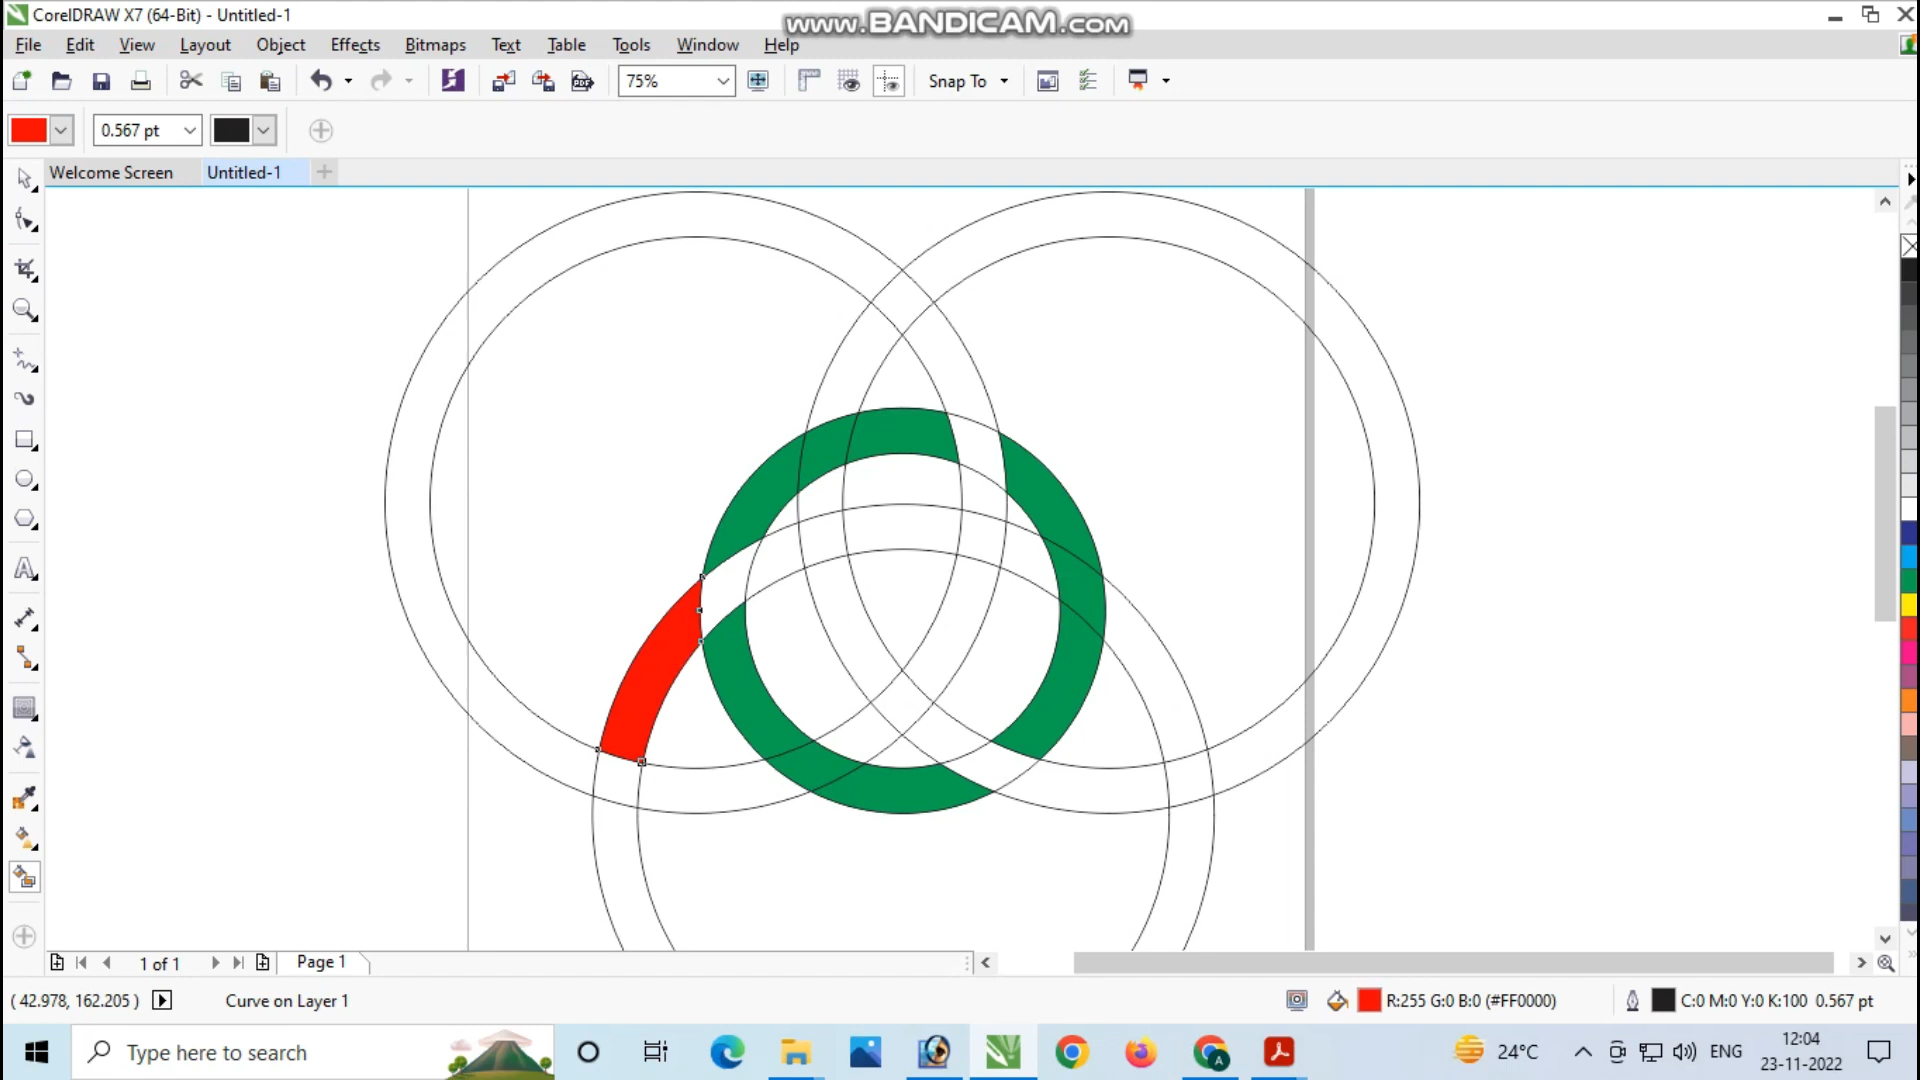 CorelDRAW X7 (64-Bit) - Untitled-1
www.BANDICAM.com
File Edit View Layout Object Effects Bitmaps Text Table Tools Window Help
75% Snap To
0.567 pt
Welcome Screen Untitled-1
1 of 1 Page 1
( 42.978, 162.205 ) Curve on Layer 1 R:255 G:0 B:0 (#FF0000) C:0 M:0 Y:0 K:100 0.567 pt
Type here to search 24°C ENG 12:04
23-11-2022